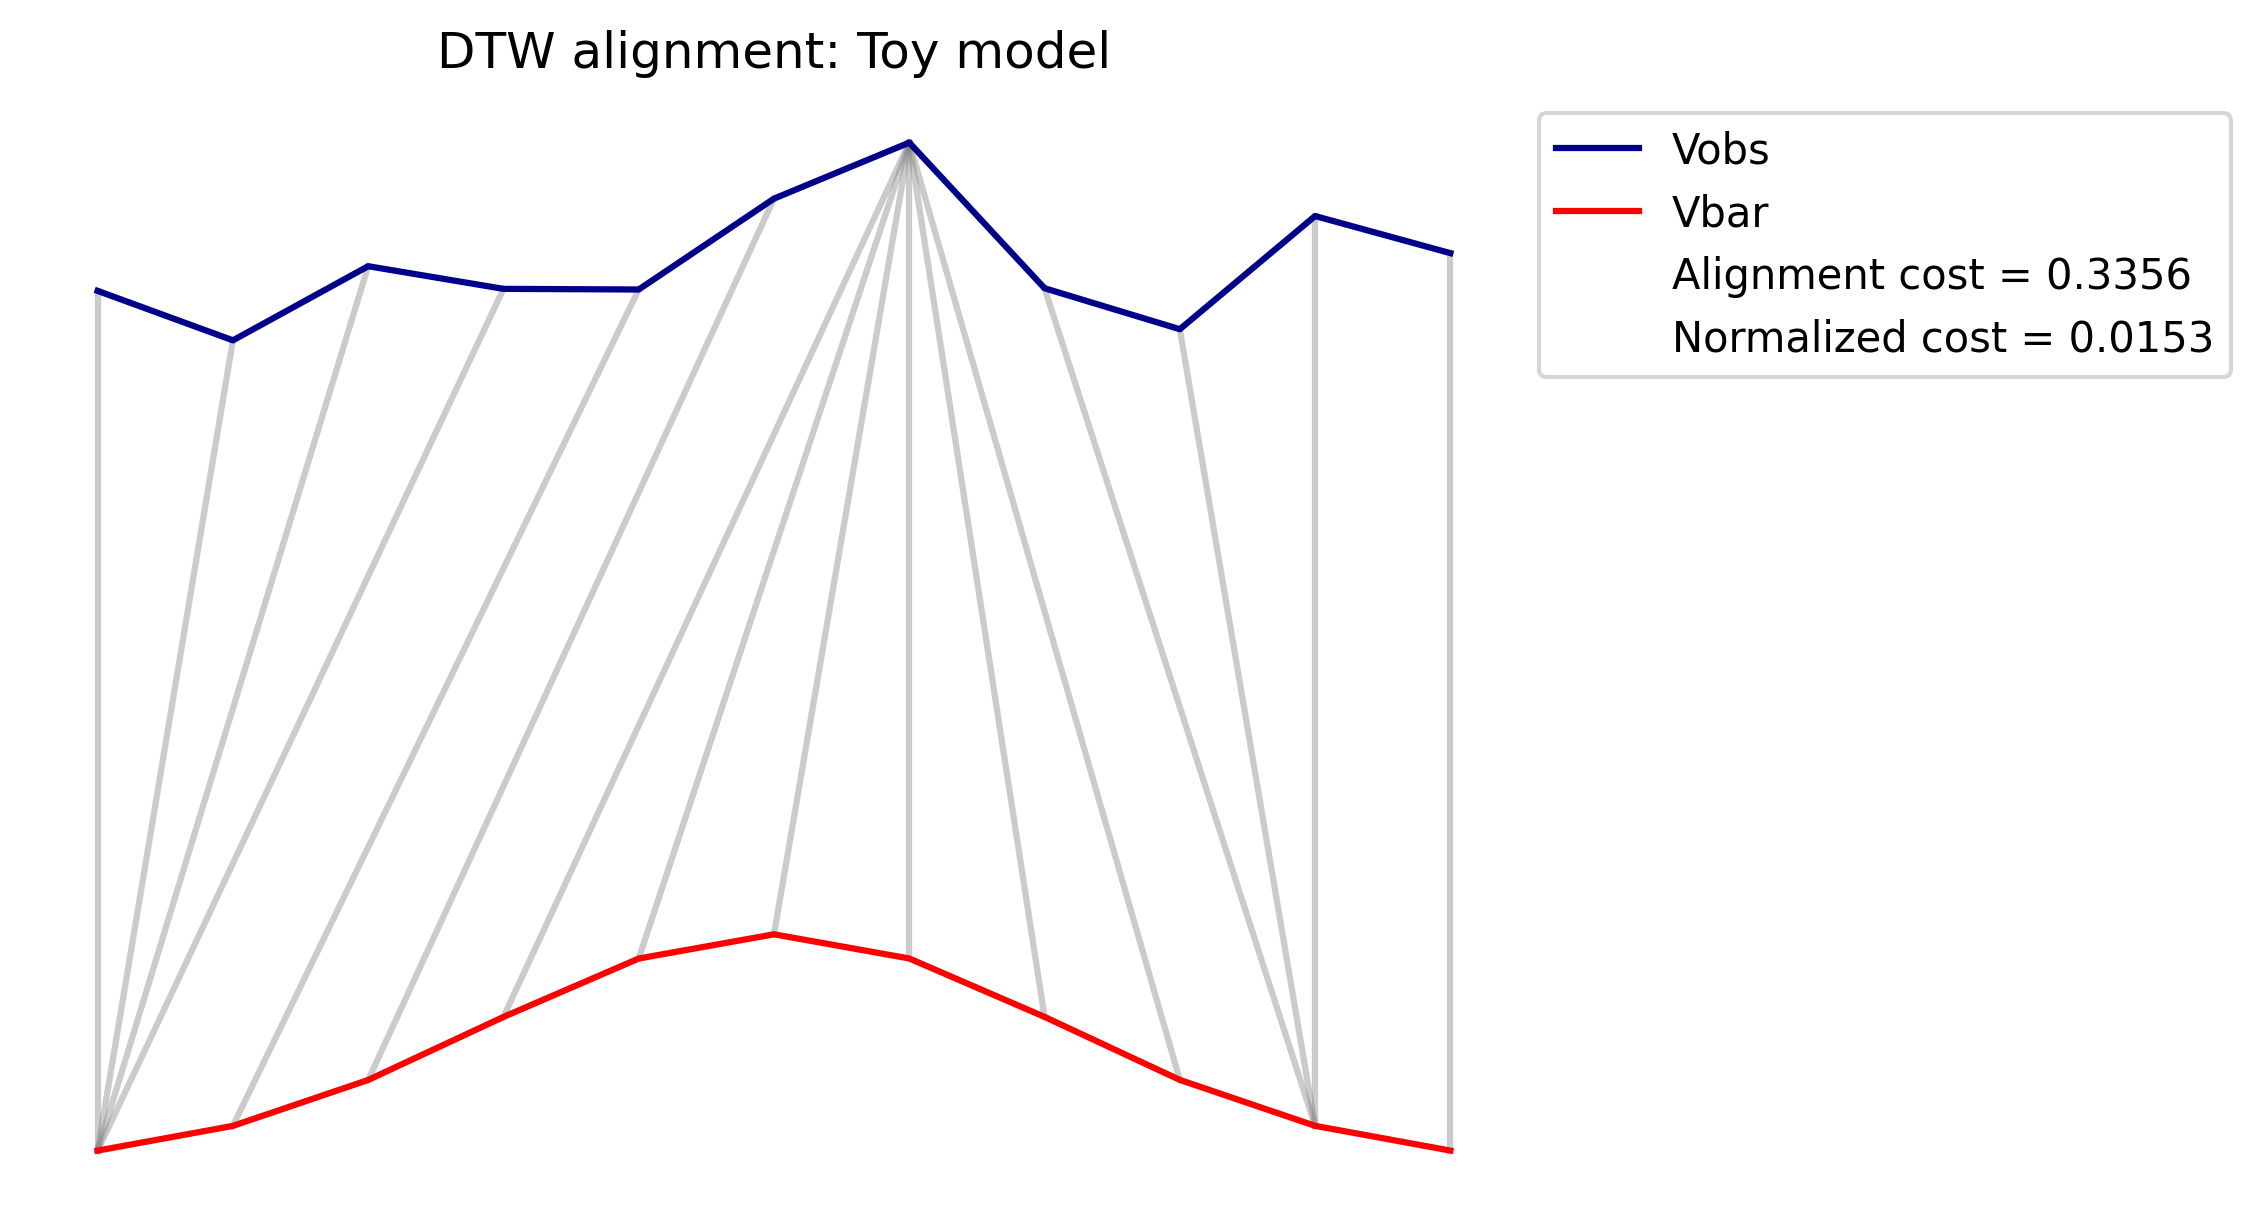 DTW alignment: Toy model
Vobs
Vbar
Alignment cost = 0.3356
Normalized cost = 0.0153